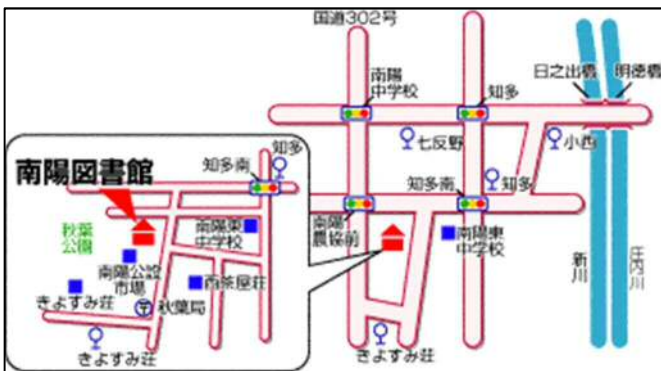 国道302号
南陽
中学校
知多
日之出橋
明徳橋
七反野
小西
知多
知多南
南陽図書館
知多南
知多
南陽
農協前
南陽東
中学校
秋葉
公園
南陽東
中学校
南陽公設
市場
西茶屋荘
きよすみ荘
〒秋葉局
きよすみ荘
きよすみ荘
新川
庄内川